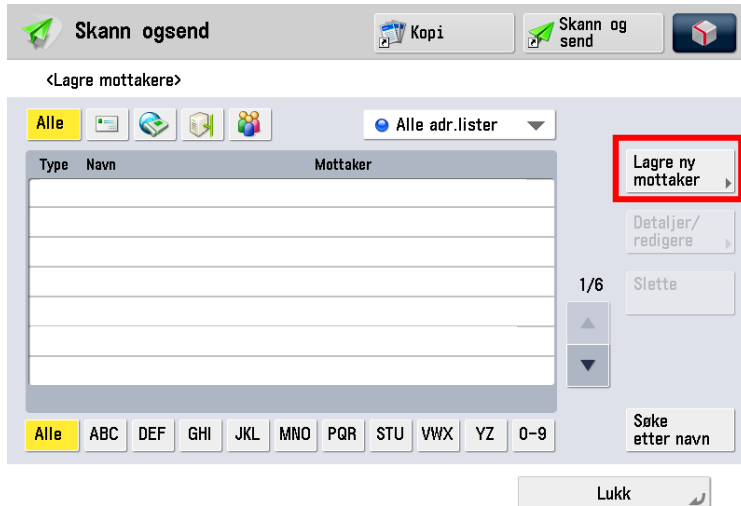 Skann ogsend
Kopi
Skann og
send
<Lagre mottakere>
Alle
Alle adr.lister
Type Navn Mottaker
Lagre ny
mottaker
Detaljer/
redigere
1/6
Slette
Alle ABC DEF GHI JKL MNO PQR STU VWX YZ 0-9
Søke
etter navn
Lukk